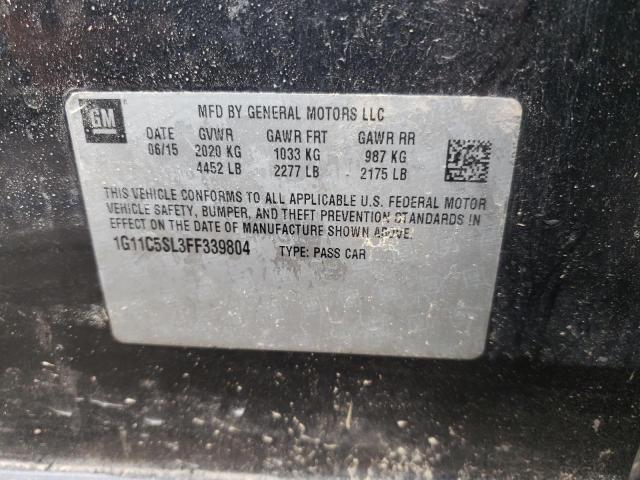 GM
MFD BY GENERAL MOTORS LLC
DATE GVWR GAWR FRT GAWR RR
06/15 2020 KG 1033 KG 987 KG
4452 LB 2277 LB 2175 LB
THIS VEHICLE CONFORMS TO ALL APPLICABLE U.S. FEDERAL MOTOR
VEHICLE SAFETY, BUMPER, AND THEFT PREVENTION STANDARDS IN
EFFECT ON THE DATE OF MANUFACTURE SHOWN ABOVE.
1G11C5SL3FF339804 TYPE: PASS CAR